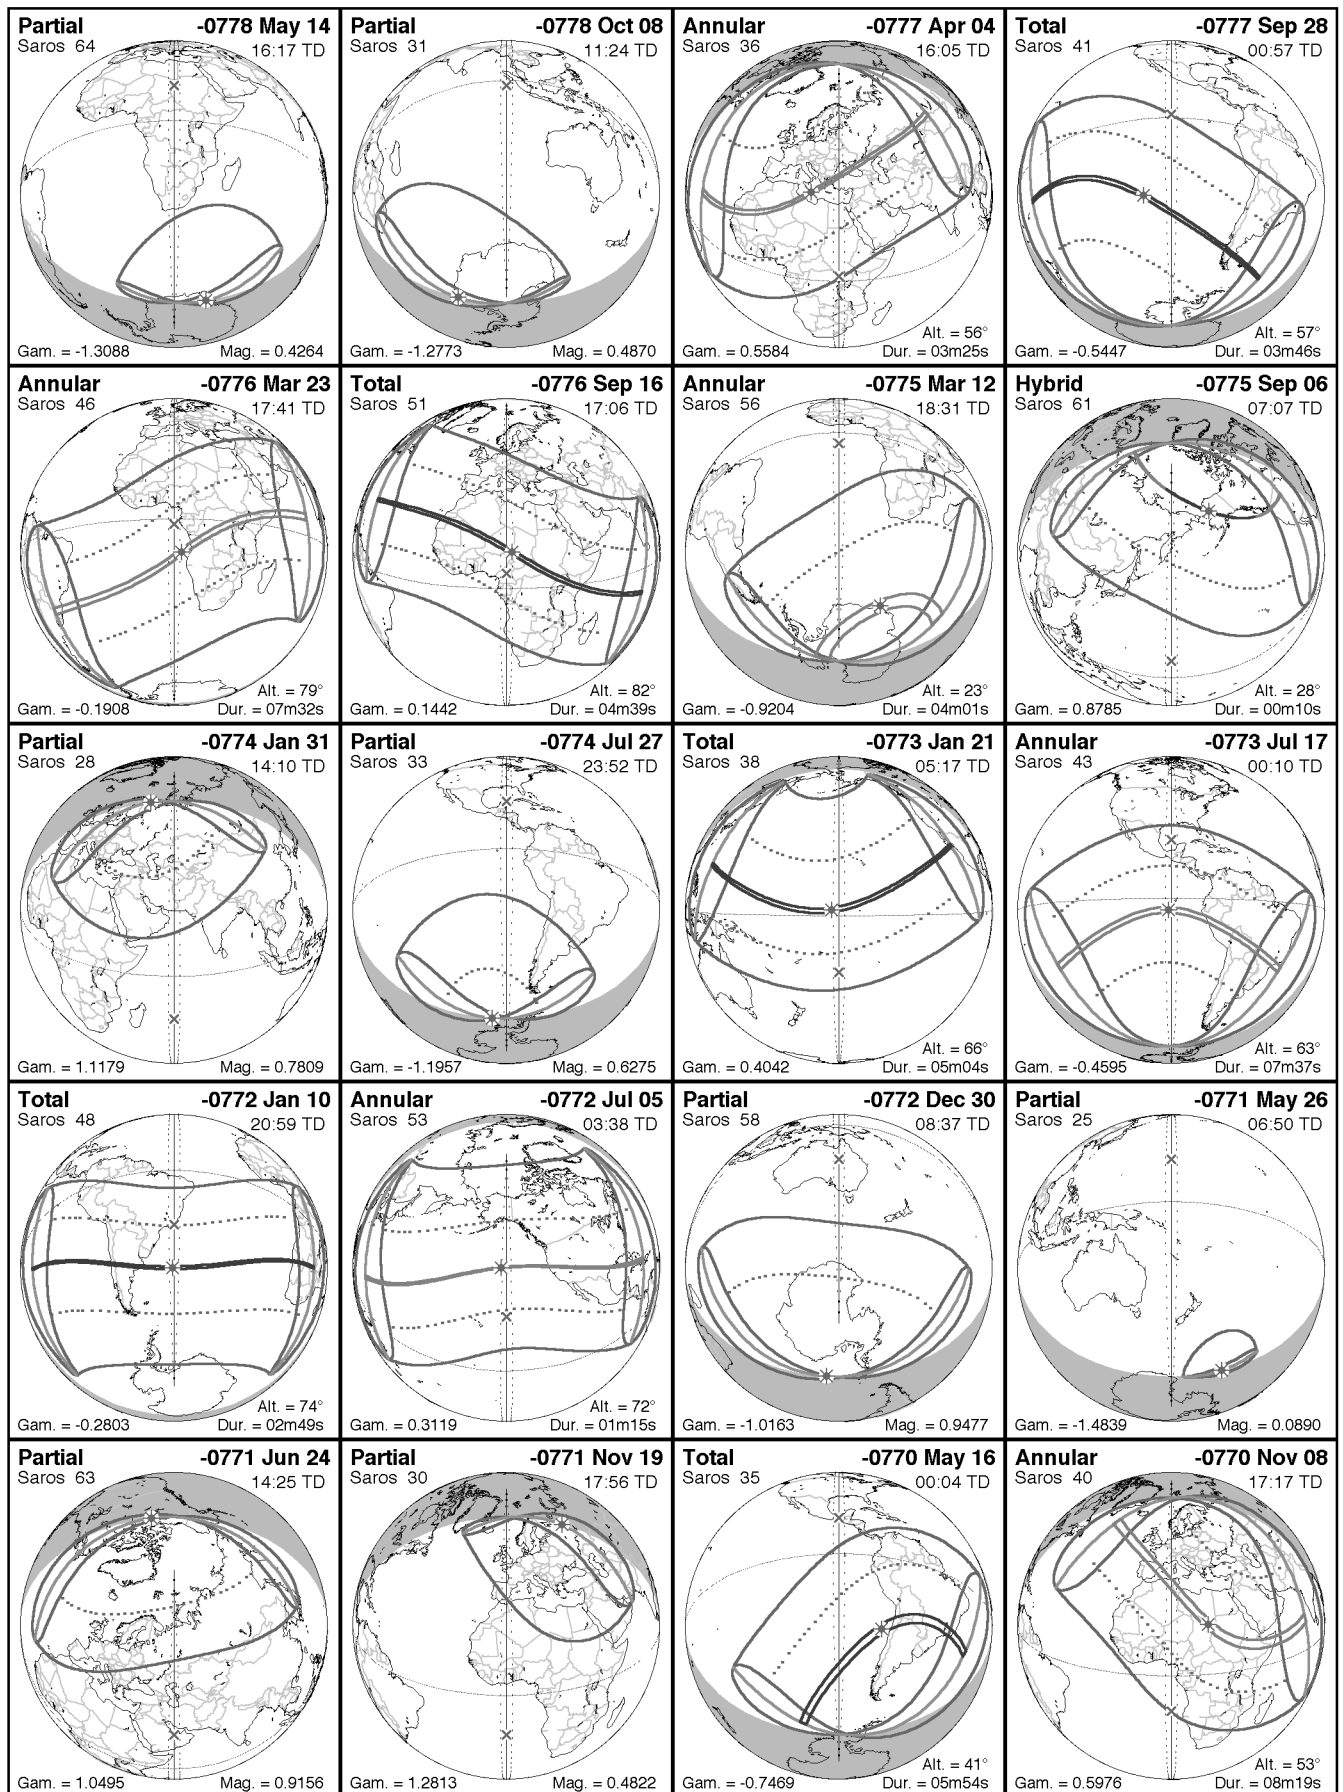 Partial -0778 May 14
Saros 64 16:17 TD
Gam. = -1.3088 Mag. = 0.4264
Partial -0778 Oct 08
Saros 31 11:24 TD
Gam. = -1.2773 Mag. = 0.4870
Annular -0777 Apr 04
Saros 36 16:05 TD
Alt. = 56°
Gam. = 0.5584 Dur. = 03m25s
Total -0777 Sep 28
Saros 41 00:57 TD
Alt. = 57°
Gam. = -0.5447 Dur. = 03m46s
Annular -0776 Mar 23
Saros 46 17:41 TD
Alt. = 79°
Gam. = -0.1908 Dur. = 07m32s
Total -0776 Sep 16
Saros 51 17:06 TD
Alt. = 82°
Gam. = 0.1442 Dur. = 04m39s
Annular -0775 Mar 12
Saros 56 18:31 TD
Alt. = 23°
Gam. = -0.9204 Dur. = 04m01s
Hybrid -0775 Sep 06
Saros 61 07:07 TD
Alt. = 28°
Gam. = 0.8785 Dur. = 00m10s
Partial -0774 Jan 31
Saros 28 14:10 TD
Gam. = 1.1179 Mag. = 0.7809
Partial -0774 Jul 27
Saros 33 23:52 TD
Gam. = -1.1957 Mag. = 0.6275
Total -0773 Jan 21
Saros 38 05:17 TD
Alt. = 66°
Gam. = 0.4042 Dur. = 05m04s
Annular -0773 Jul 17
Saros 43 00:10 TD
Alt. = 63°
Gam. = -0.4595 Dur. = 07m37s
Total -0772 Jan 10
Saros 48 20:59 TD
Alt. = 74°
Gam. = -0.2803 Dur. = 02m49s
Annular -0772 Jul 05
Saros 53 03:38 TD
Alt. = 72°
Gam. = 0.3119 Dur. = 01m15s
Partial -0772 Dec 30
Saros 58 08:37 TD
Gam. = -1.0163 Mag. = 0.9477
Partial -0771 May 26
Saros 25 06:50 TD
Gam. = -1.4839 Mag. = 0.0890
Partial -0771 Jun 24
Saros 63 14:25 TD
Gam. = 1.0495 Mag. = 0.9156
Partial -0771 Nov 19
Saros 30 17:56 TD
Gam. = 1.2813 Mag. = 0.4822
Total -0770 May 16
Saros 35 00:04 TD
Alt. = 41°
Gam. = -0.7469 Dur. = 05m54s
Annular -0770 Nov 08
Saros 40 17:17 TD
Alt. = 53°
Gam. = 0.5976 Dur. = 08m19s